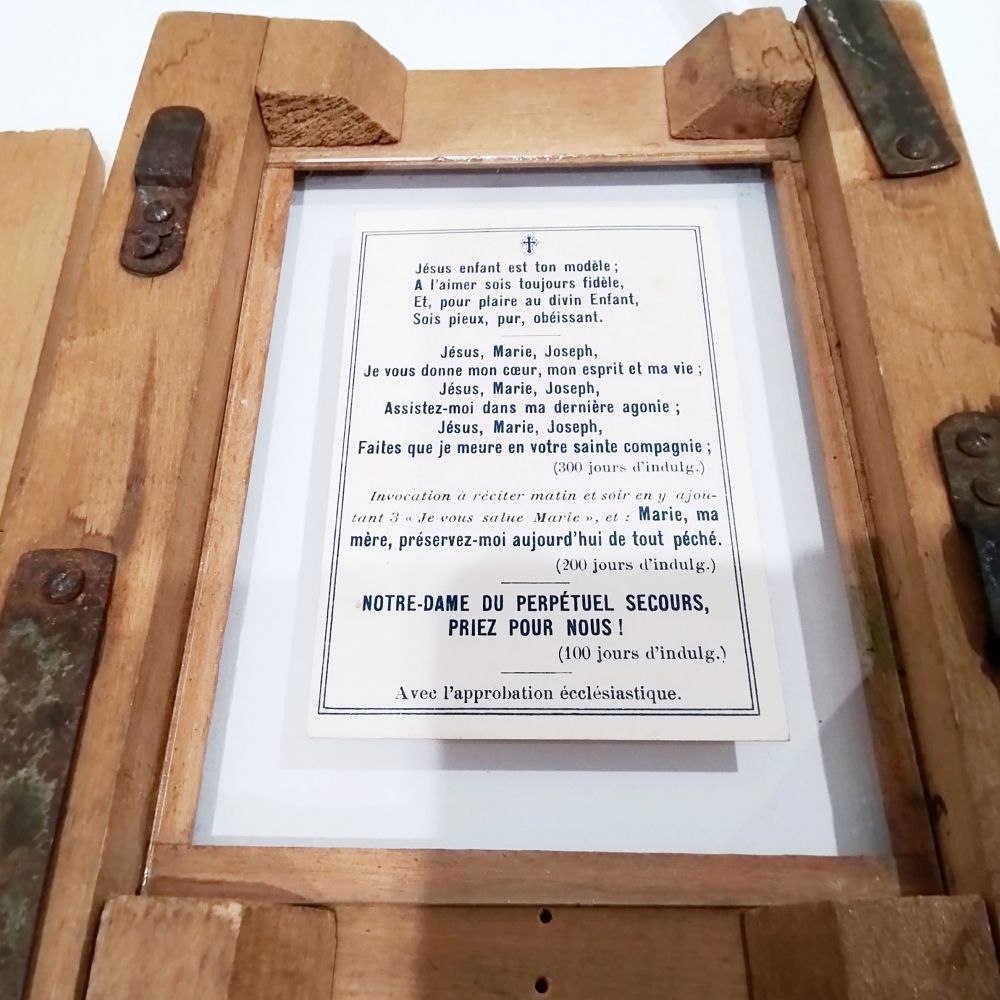 Jésus enfant est ton modèle ;
A l'aimer sois toujours fidèle,
Et, pour plaire au divin Enfant,
Sois pieux, pur, obéissant.
Jésus, Marie, Joseph,
Je vous donne mon cœur, mon esprit et ma vie ;
Jésus, Marie, Joseph,
Assistez-moi dans ma dernière agonie ;
Jésus, Marie, Joseph,
Faites que je meure en votre sainte compagnie ;
(300 jours d'indulg.)
Invocation à réciter matin et soir en y ajou-
tant 3 « Je vous salue Marie », et : Marie, ma
mère, préservez-moi aujourd'hui de tout péché.
(200 jours d'indulg.)
NOTRE-DAME DU PERPÉTUEL SECOURS,
PRIEZ POUR NOUS !
(100 jours d'indulg.)
Avec l'approbation écclésiastique.